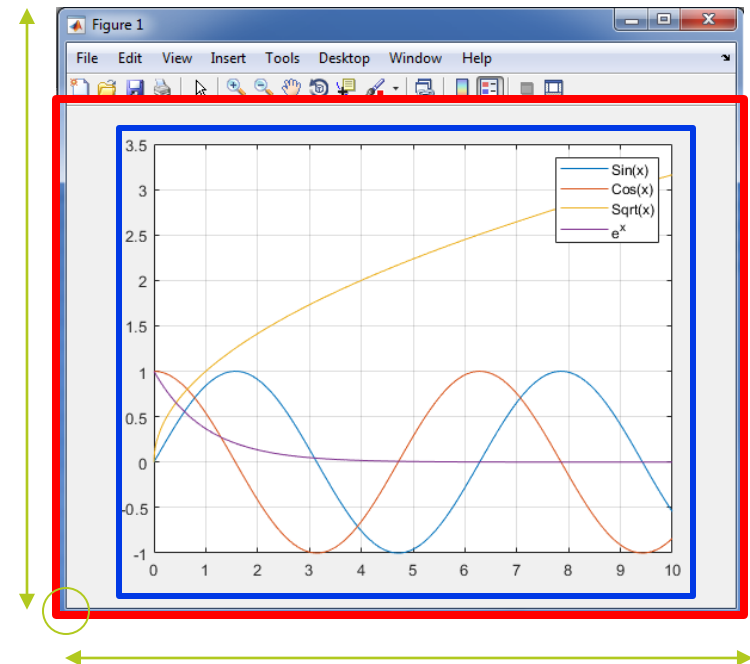 Figure 1
File Edit View Insert Tools Desktop Window Help
3.5
3
2.5
2
1.5
1
0.5
0
-0.5
-1
0 1 2 3 4 5 6 7 8 9 10
Sin(x)
Cos(x)
Sqrt(x)
e^x